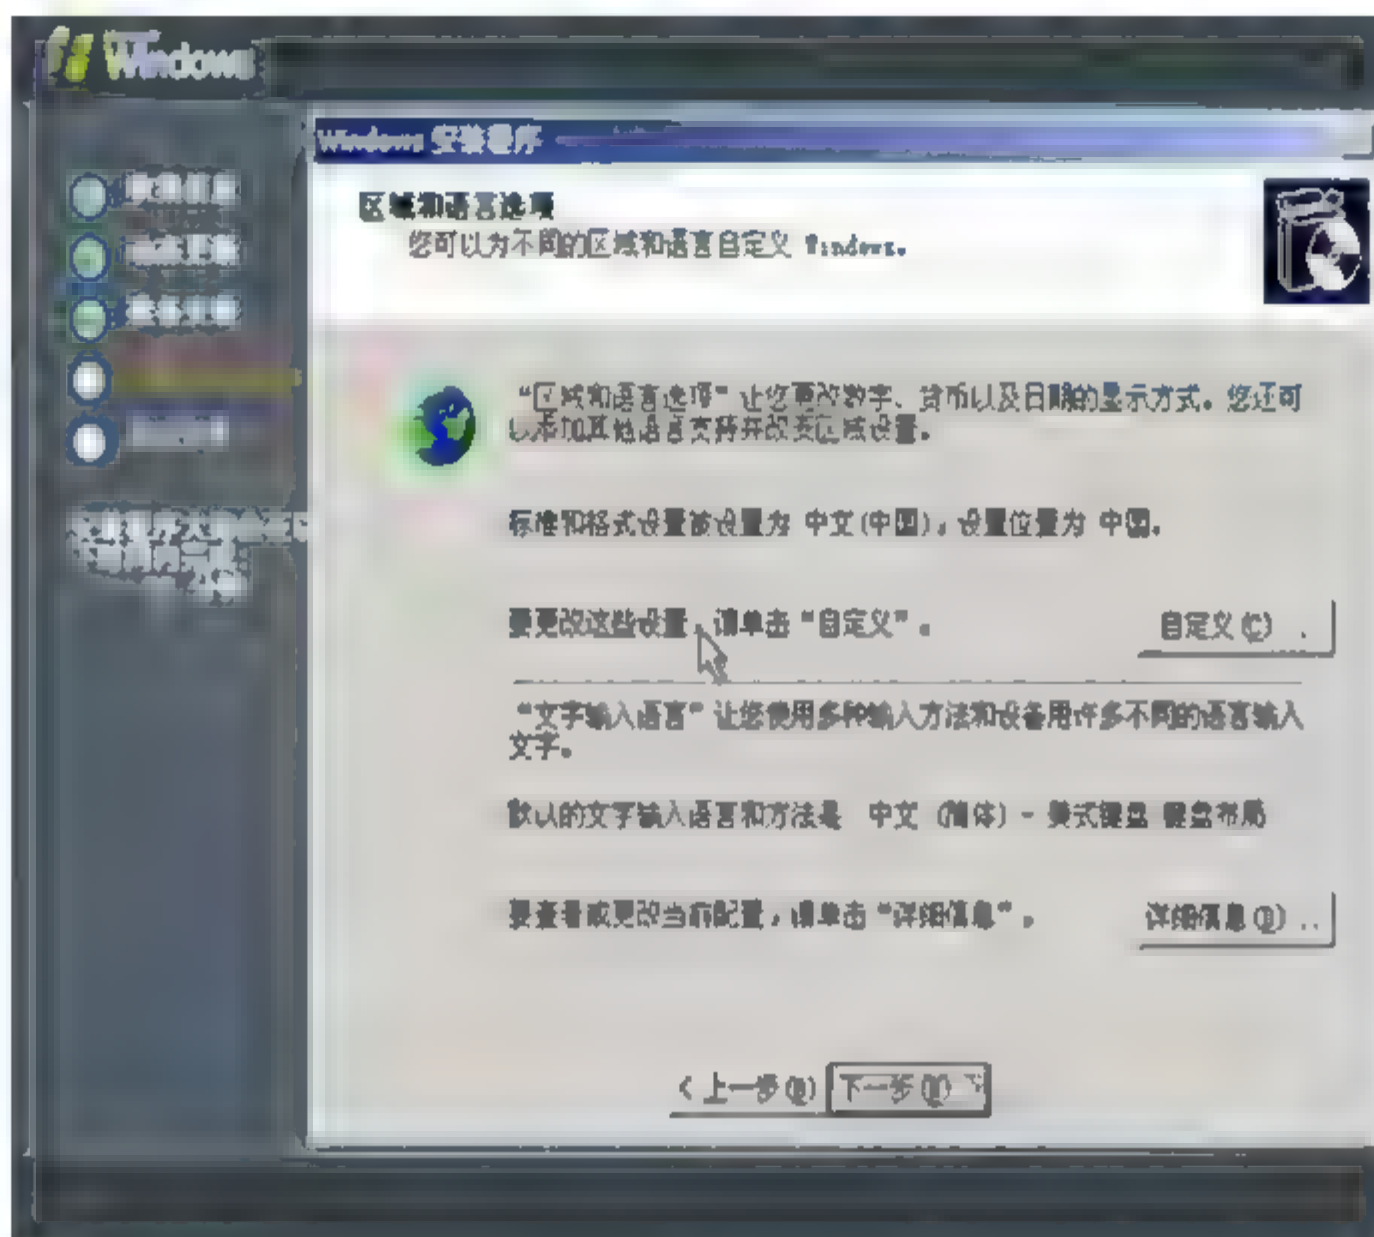 Windows
Windows 安装程序
区域和语言选项
您可以为不同的区域和语言自定义 Windows。
“区域和语言选项”让您更改数字、货币以及日期的显示方式。您还可
以添加其他语言支持并改变区域设置。
标准和格式设置被设置为 中文(中国)，设置位置为 中国。
要更改这些设置，请单击“自定义”。
自定义(C)..
“文字输入语言”让您使用多种输入方法和设备用许多不同的语言输入
文字。
默认的文字输入语言和方法是 中文 (简体) - 美式键盘 键盘布局
要查看或更改当前配置，请单击“详细信息”。
详细信息(D)..
<上一步(B)
下一步(N)>